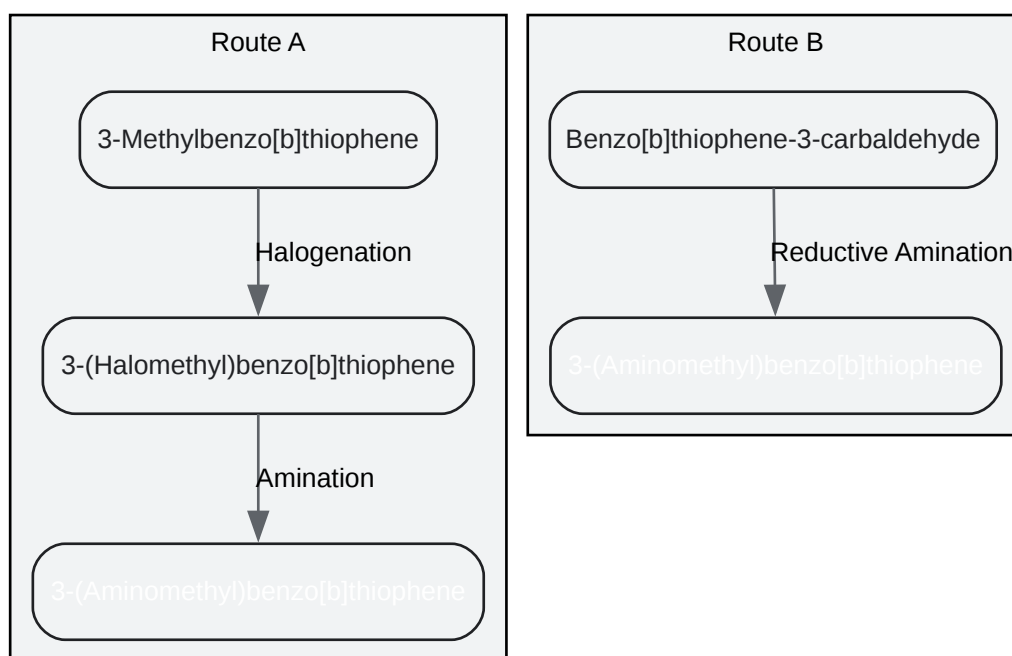 Route A
3-Methylbenzo[b]thiophene
Halogenation
3-(Halomethyl)benzo[b]thiophene
Amination
3-(Aminomethyl)benzo[b]thiophene
Route B
Benzo[b]thiophene-3-carbaldehyde
Reductive Amination
3-(Aminomethyl)benzo[b]thiophene